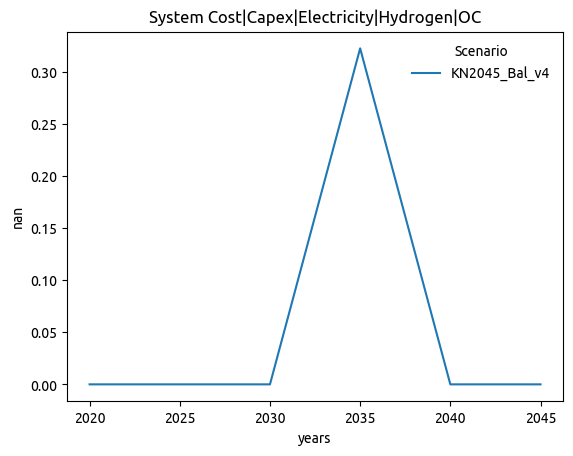 System Cost|Capex|Electricity|Hydrogen|OC
Scenario
KN2045_Bal_v4
0.30
0.25
0.20
0.15
0.10
0.05
0.00
nan
2020 2025 2030 2035 2040 2045
years